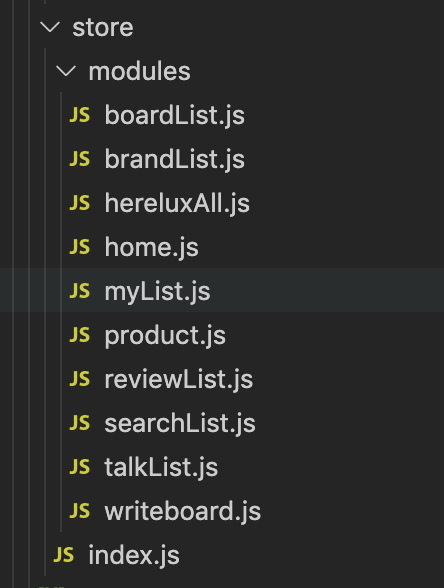 store
modules
JS boardList.js
JS brandList.js
JS hereluxAll.js
JS home.js
JS myList.js
JS product.js
JS reviewList.js
JS searchList.js
JS talkList.js
JS writeboard.js
JS index.js